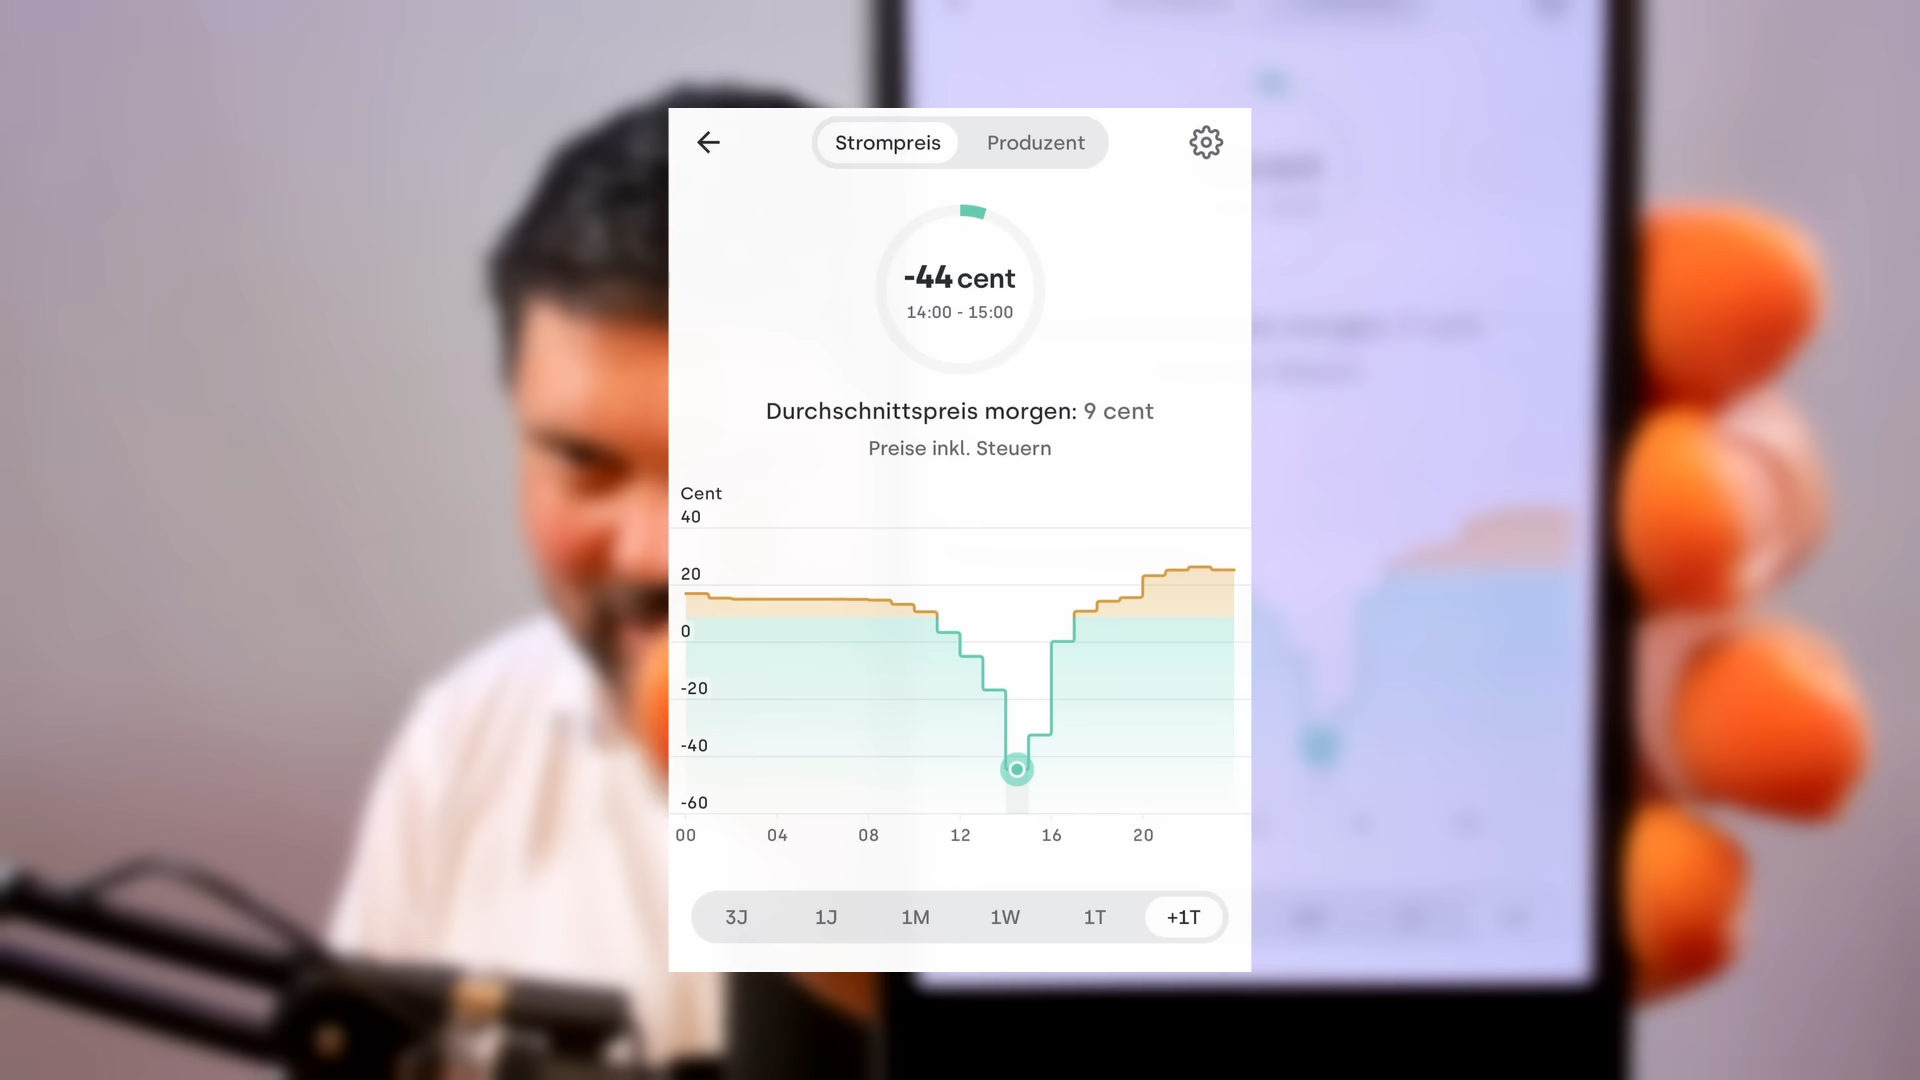 Strompreis Produzent
-44 cent
14:00 - 15:00
Durchschnittspreis morgen: 9 cent
Preise inkl. Steuern
Cent
40
20
0
-20
-40
-60
00 04 08 12 16 20
3J 1J 1M 1W 1T +1T